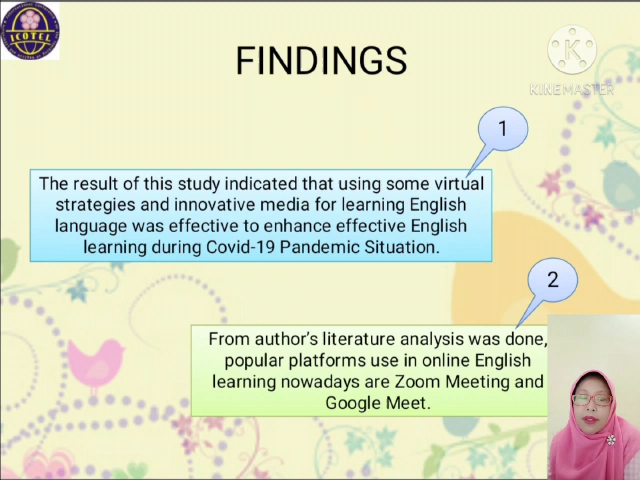 ICOTEL
FINDINGS
K
KINEMASTER
1
The result of this study indicated that using some virtual
strategies and innovative media for learning English
language was effective to enhance effective English
learning during Covid-19 Pandemic Situation.
2
From author's literature analysis was done,
popular platforms use in online English
learning nowadays are Zoom Meeting and
Google Meet.